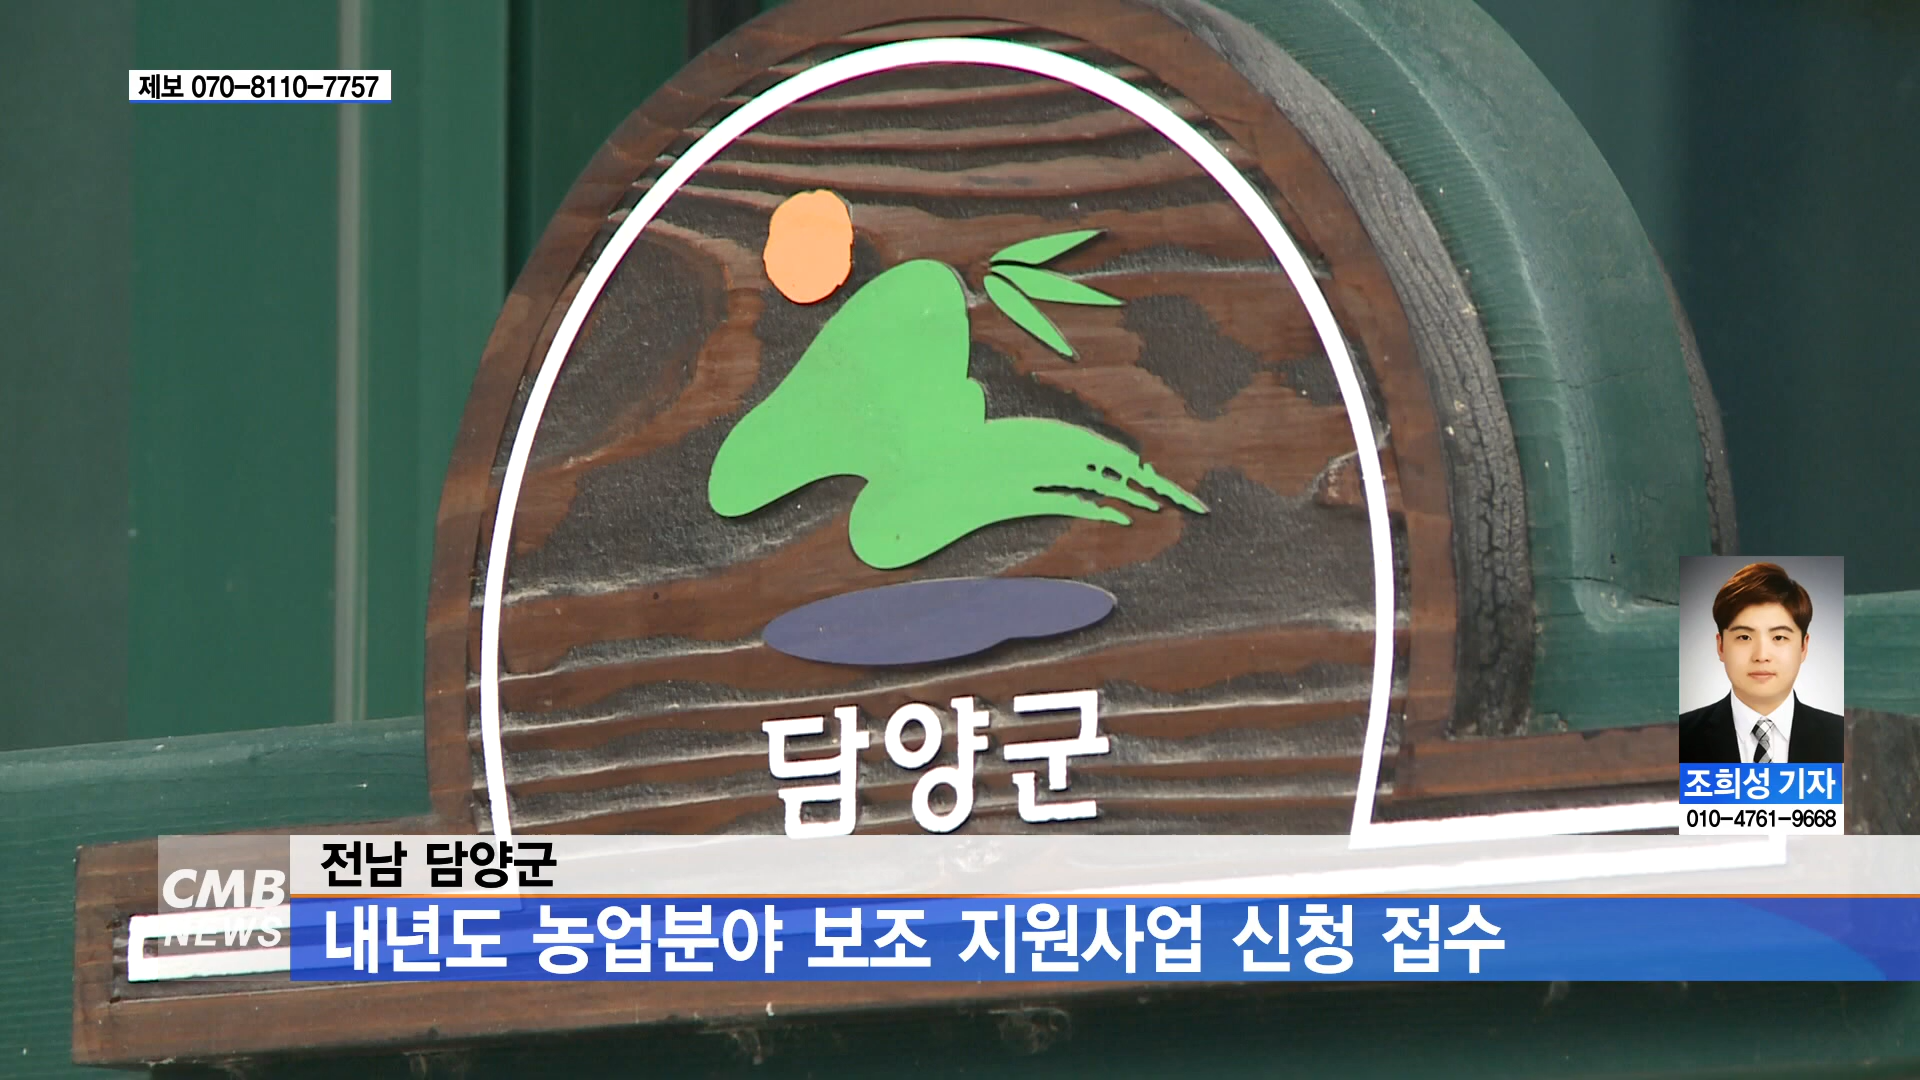 제보 070-8110-7757
담양군
조희성 기자
010-4761-9668
전남 담양군
CMB
NEWS
내년도 농업분야 보조 지원사업 신청 접수